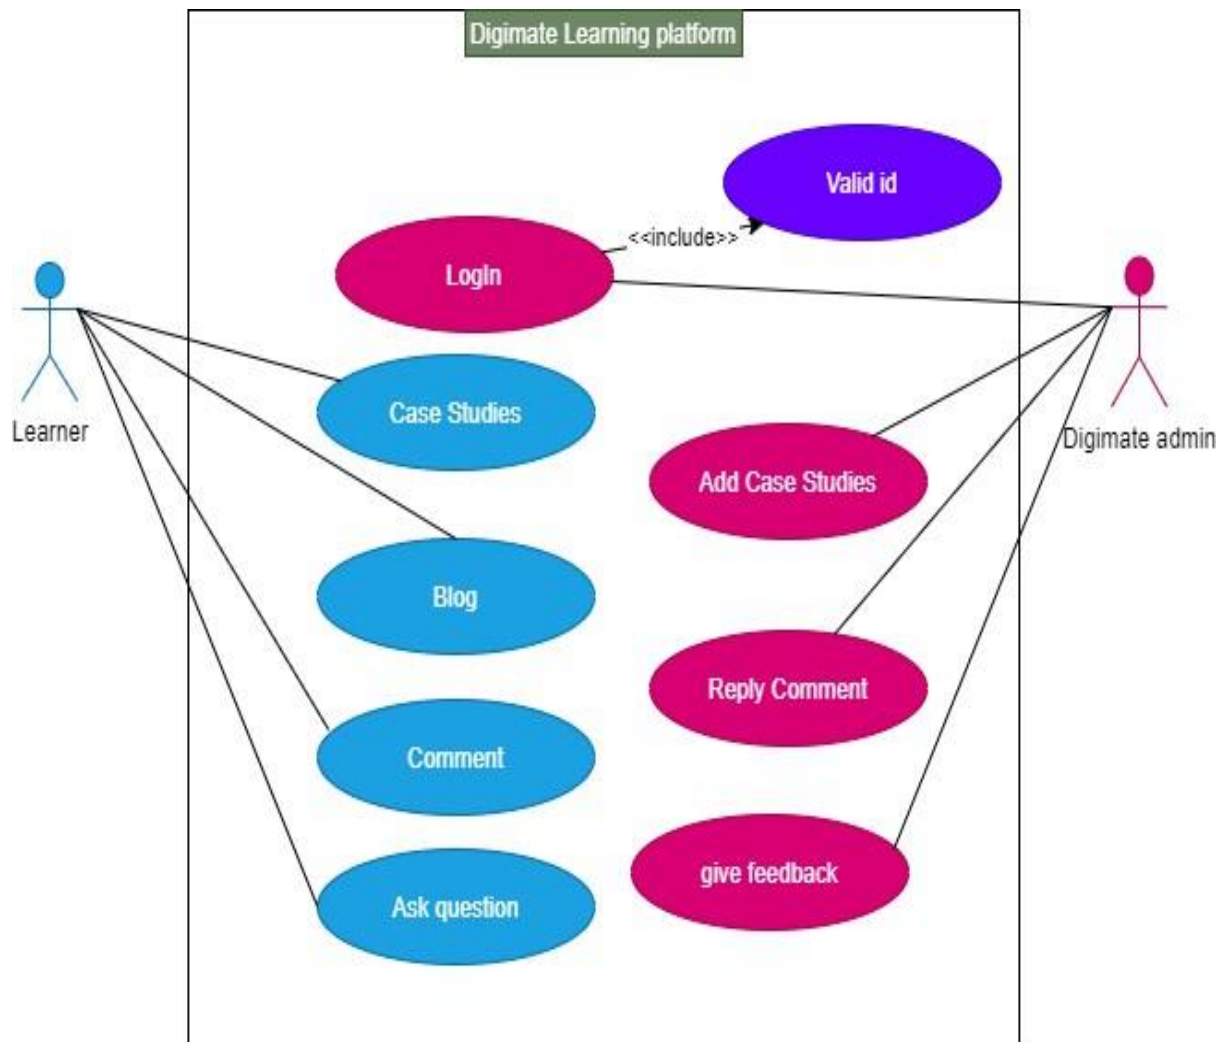 Digimate Learning platform
Valid id
<<include>>
LogIn
Learner
Case Studies
Digimate admin
Add Case Studies
Blog
Reply Comment
Comment
give feedback
Ask question